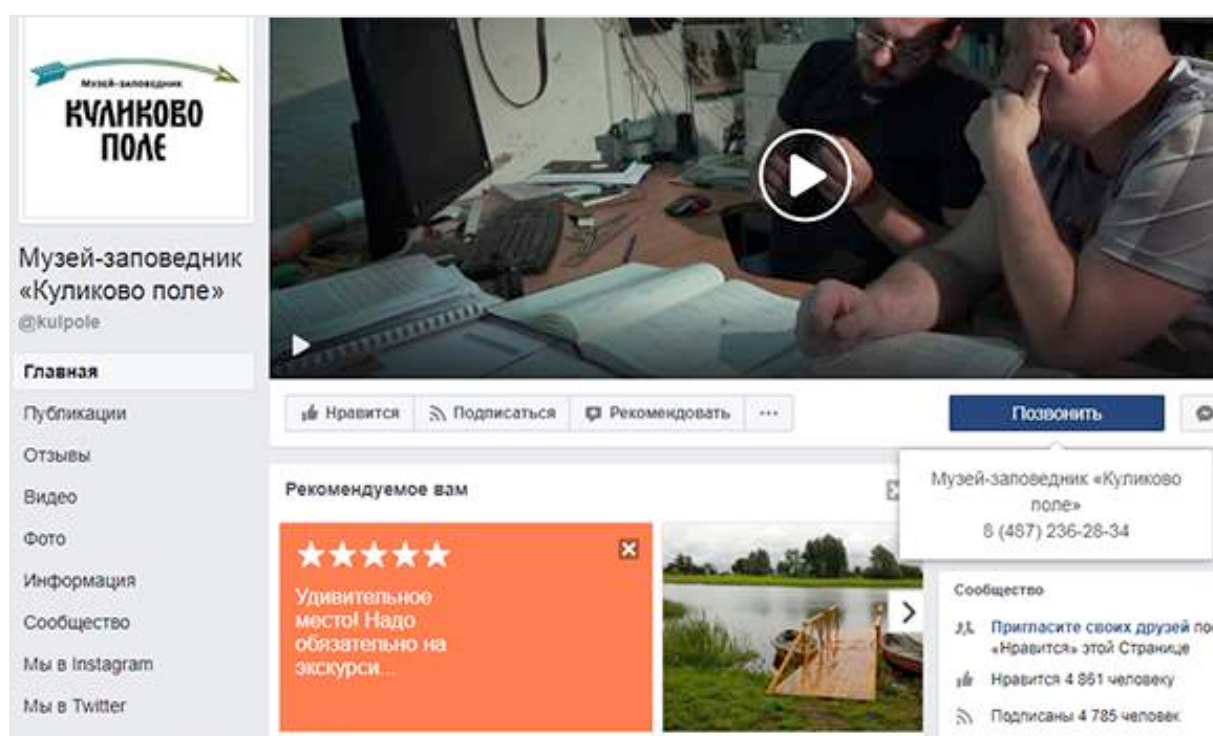 Музей-заповедник
КУЛИКОВО
ПОЛЕ
Музей-заповедник
«Куликово поле»
@kulpole
Главная
Публикации
Отзывы
Видео
Фото
Информация
Сообщество
Мы в Instagram
Мы в Twitter
Нравится
Подписаться
Рекомендовать
Позвонить
Музей-заповедник «Куликово
поле»
8 (487) 236-28-34
Рекомендуемое вам
Удивительное
место! Надо
обязательно на
экскурси...
Сообщество
Пригласите своих друзей по
«Нравится» этой Странице
Нравится 4 861 человеку
Подписаны 4 785 человек